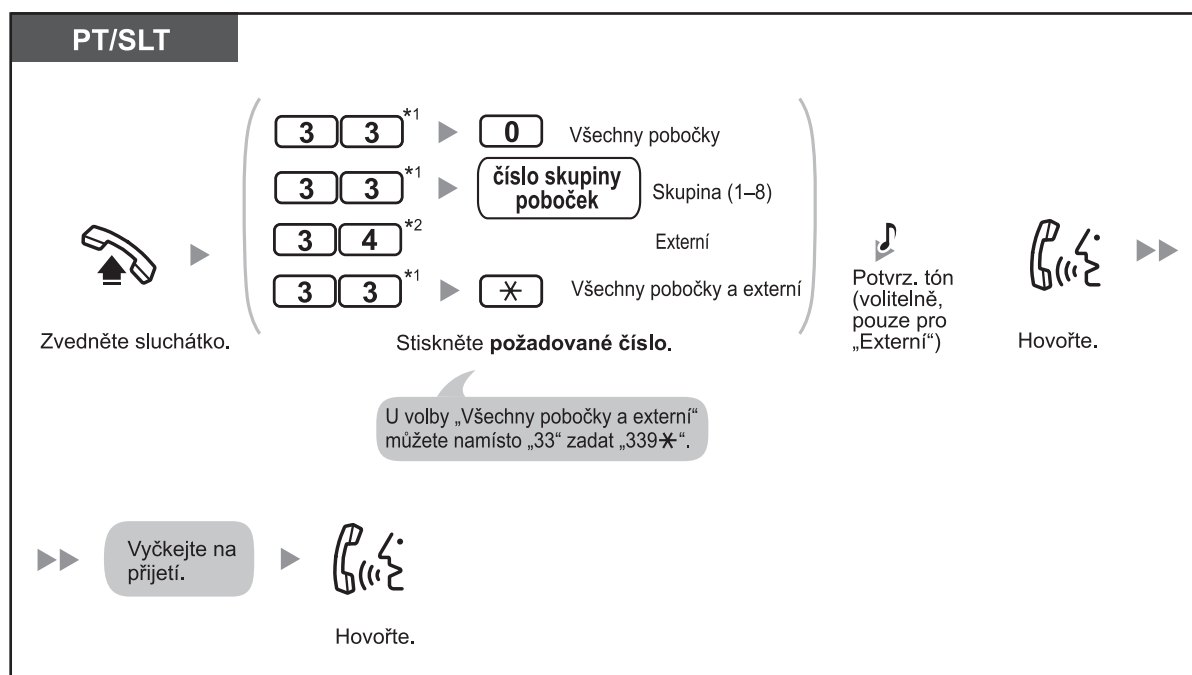 PT/SLT
3 3 *1 0 Všechny pobočky
3 3 *1 číslo skupiny
poboček Skupina (1–8)
3 4 *2 Externí
3 3 *1 * Všechny pobočky a externí
Zvedněte sluchátko.
Stiskněte požadované číslo.
Potvrz. tón
(volitelně,
pouze pro
„Externí“)
Hovořte.
U volby „Všechny pobočky a externí“
můžete namísto „33“ zadat „339*“.
Vyčkejte na
přijetí.
Hovořte.